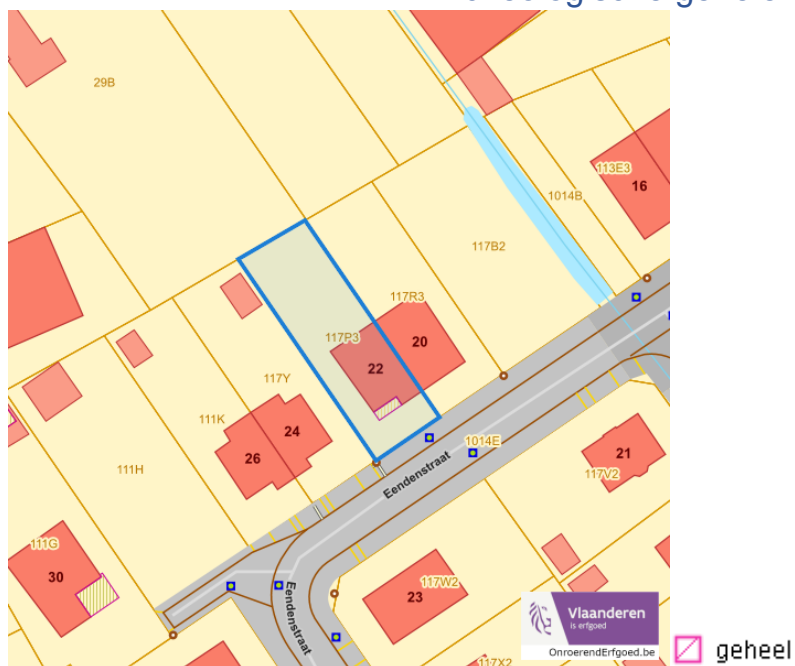 29B
113E3
16
1014B
117B2
117R3
117P3
20
22
117Y
111K
24
26
111H
1014E
Eendenstraat
21
117V2
111G
30
Eendenstraat
23
117W2
117X2
Vlaanderen
is erfgoed
OnroerendErfgoed.be
geheel